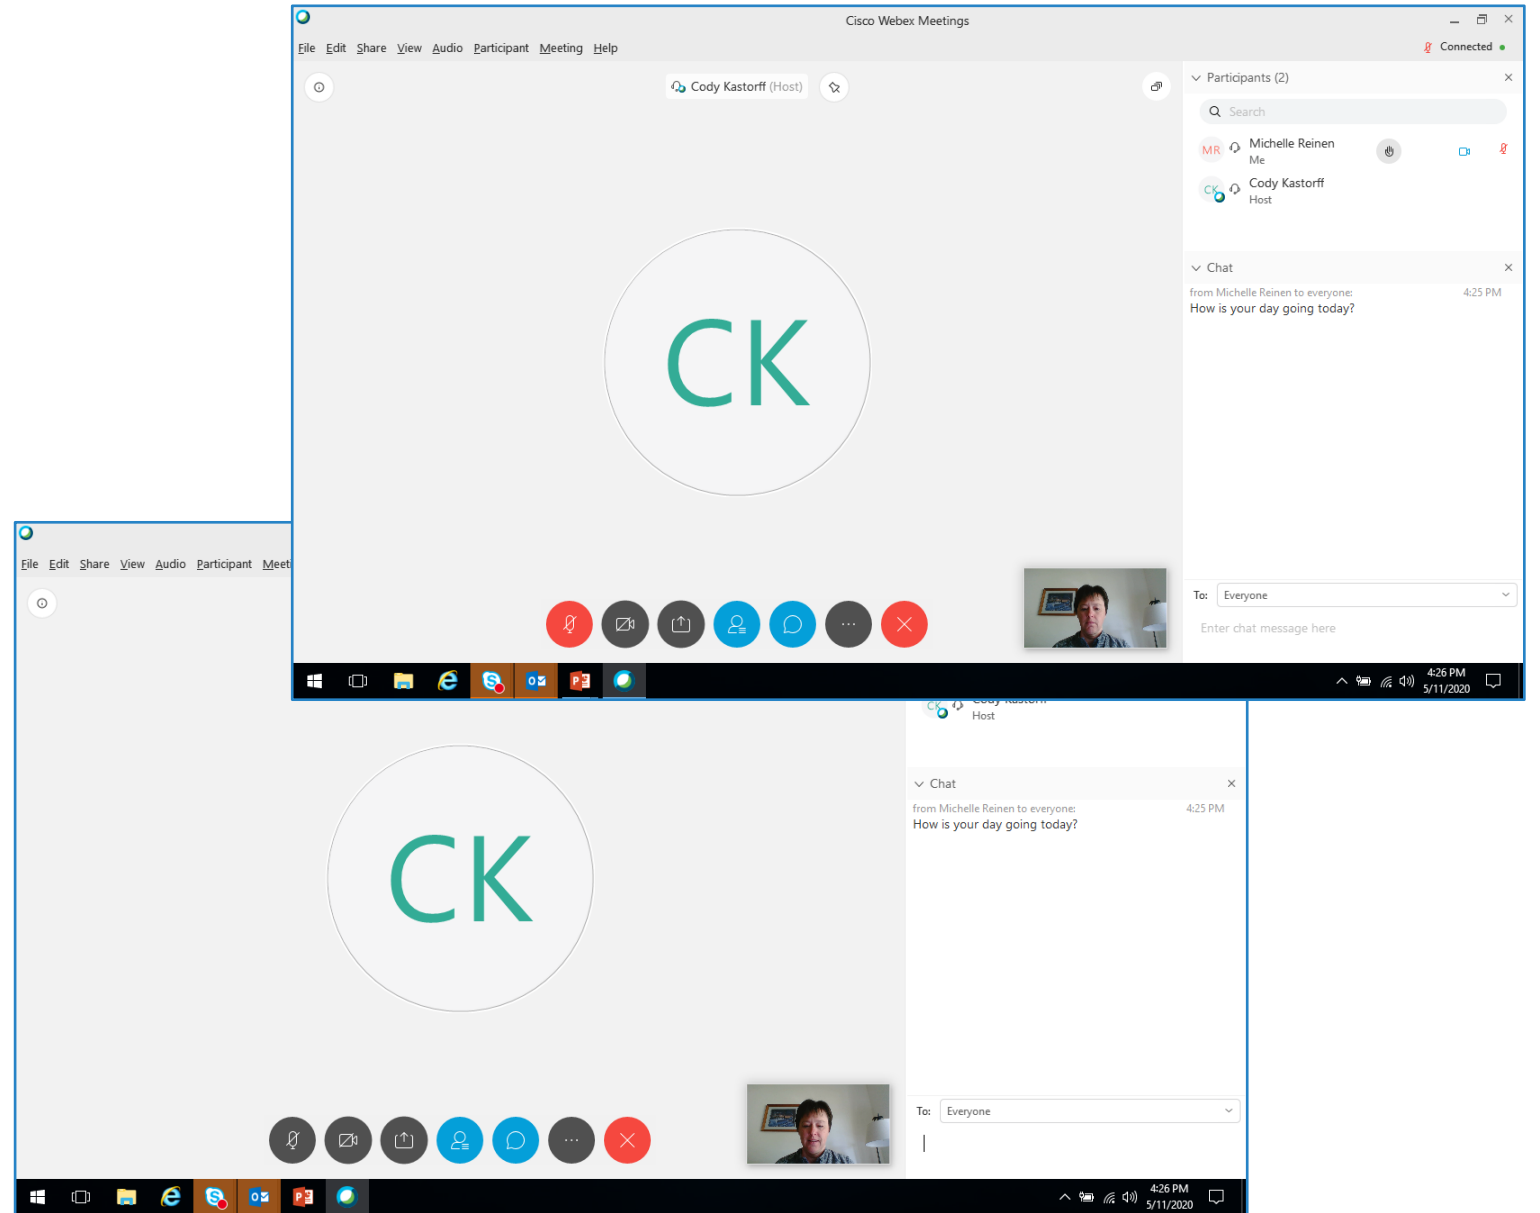 Cisco Webex Meetings
File Edit Share View Audio Participant Meeting Help
Connected
Cody Kastorff (Host)
Participants (2)
Search
MR Michelle Reinen
Me
CK Cody Kastorff
Host
Chat
from Michelle Reinen to everyone: 4:25 PM
How is your day going today?
CK
To: Everyone
Enter chat message here
4:26 PM
5/11/2020
File Edit Share View Audio Participant Meeti
CK Cody Kastorff
Host
Chat
from Michelle Reinen to everyone: 4:25 PM
How is your day going today?
CK
To: Everyone
4:26 PM
5/11/2020